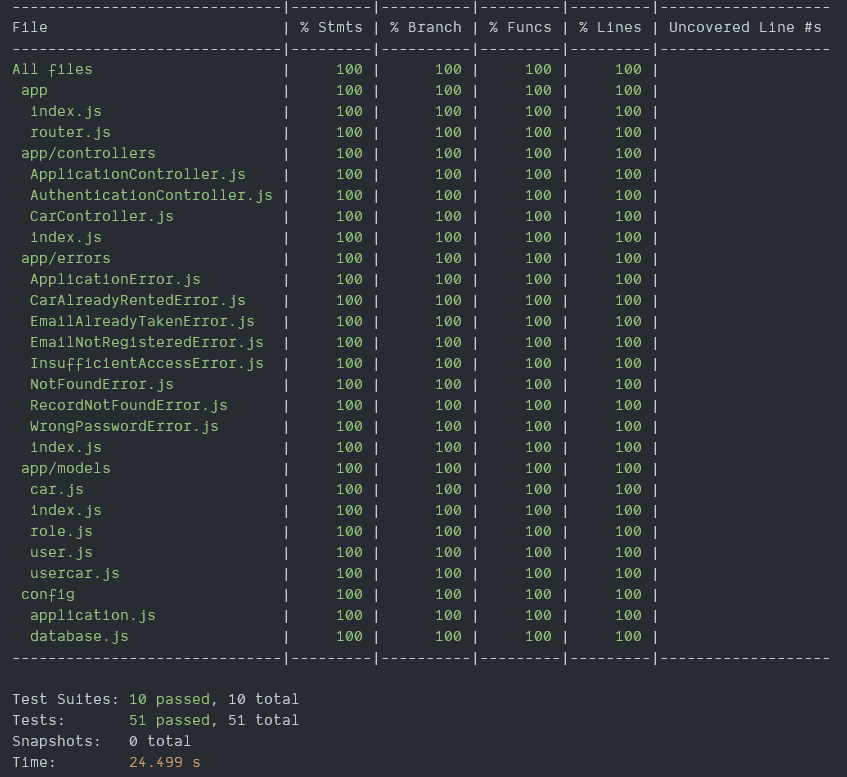 ------------------------------|---------|----------|---------|---------|-------------------
File                          | % Stmts | % Branch | % Funcs | % Lines | Uncovered Line #s
------------------------------|---------|----------|---------|---------|-------------------
All files                     |     100 |      100 |     100 |     100 |
 app                          |     100 |      100 |     100 |     100 |
  index.js                    |     100 |      100 |     100 |     100 |
  router.js                   |     100 |      100 |     100 |     100 |
 app/controllers              |     100 |      100 |     100 |     100 |
  ApplicationController.js    |     100 |      100 |     100 |     100 |
  AuthenticationController.js |     100 |      100 |     100 |     100 |
  CarController.js            |     100 |      100 |     100 |     100 |
  index.js                    |     100 |      100 |     100 |     100 |
 app/errors                   |     100 |      100 |     100 |     100 |
  ApplicationError.js         |     100 |      100 |     100 |     100 |
  CarAlreadyRentedError.js    |     100 |      100 |     100 |     100 |
  EmailAlreadyTakenError.js   |     100 |      100 |     100 |     100 |
  EmailNotRegisteredError.js  |     100 |      100 |     100 |     100 |
  InsufficientAccessError.js  |     100 |      100 |     100 |     100 |
  NotFoundError.js            |     100 |      100 |     100 |     100 |
  RecordNotFoundError.js      |     100 |      100 |     100 |     100 |
  WrongPasswordError.js       |     100 |      100 |     100 |     100 |
  index.js                    |     100 |      100 |     100 |     100 |
 app/models                   |     100 |      100 |     100 |     100 |
  car.js                      |     100 |      100 |     100 |     100 |
  index.js                    |     100 |      100 |     100 |     100 |
  role.js                     |     100 |      100 |     100 |     100 |
  user.js                     |     100 |      100 |     100 |     100 |
  usercar.js                  |     100 |      100 |     100 |     100 |
 config                       |     100 |      100 |     100 |     100 |
  application.js              |     100 |      100 |     100 |     100 |
  database.js                 |     100 |      100 |     100 |     100 |
------------------------------|---------|----------|---------|---------|-------------------
Test Suites: 10 passed, 10 total
Tests:       51 passed, 51 total
Snapshots:   0 total
Time:        24.499 s